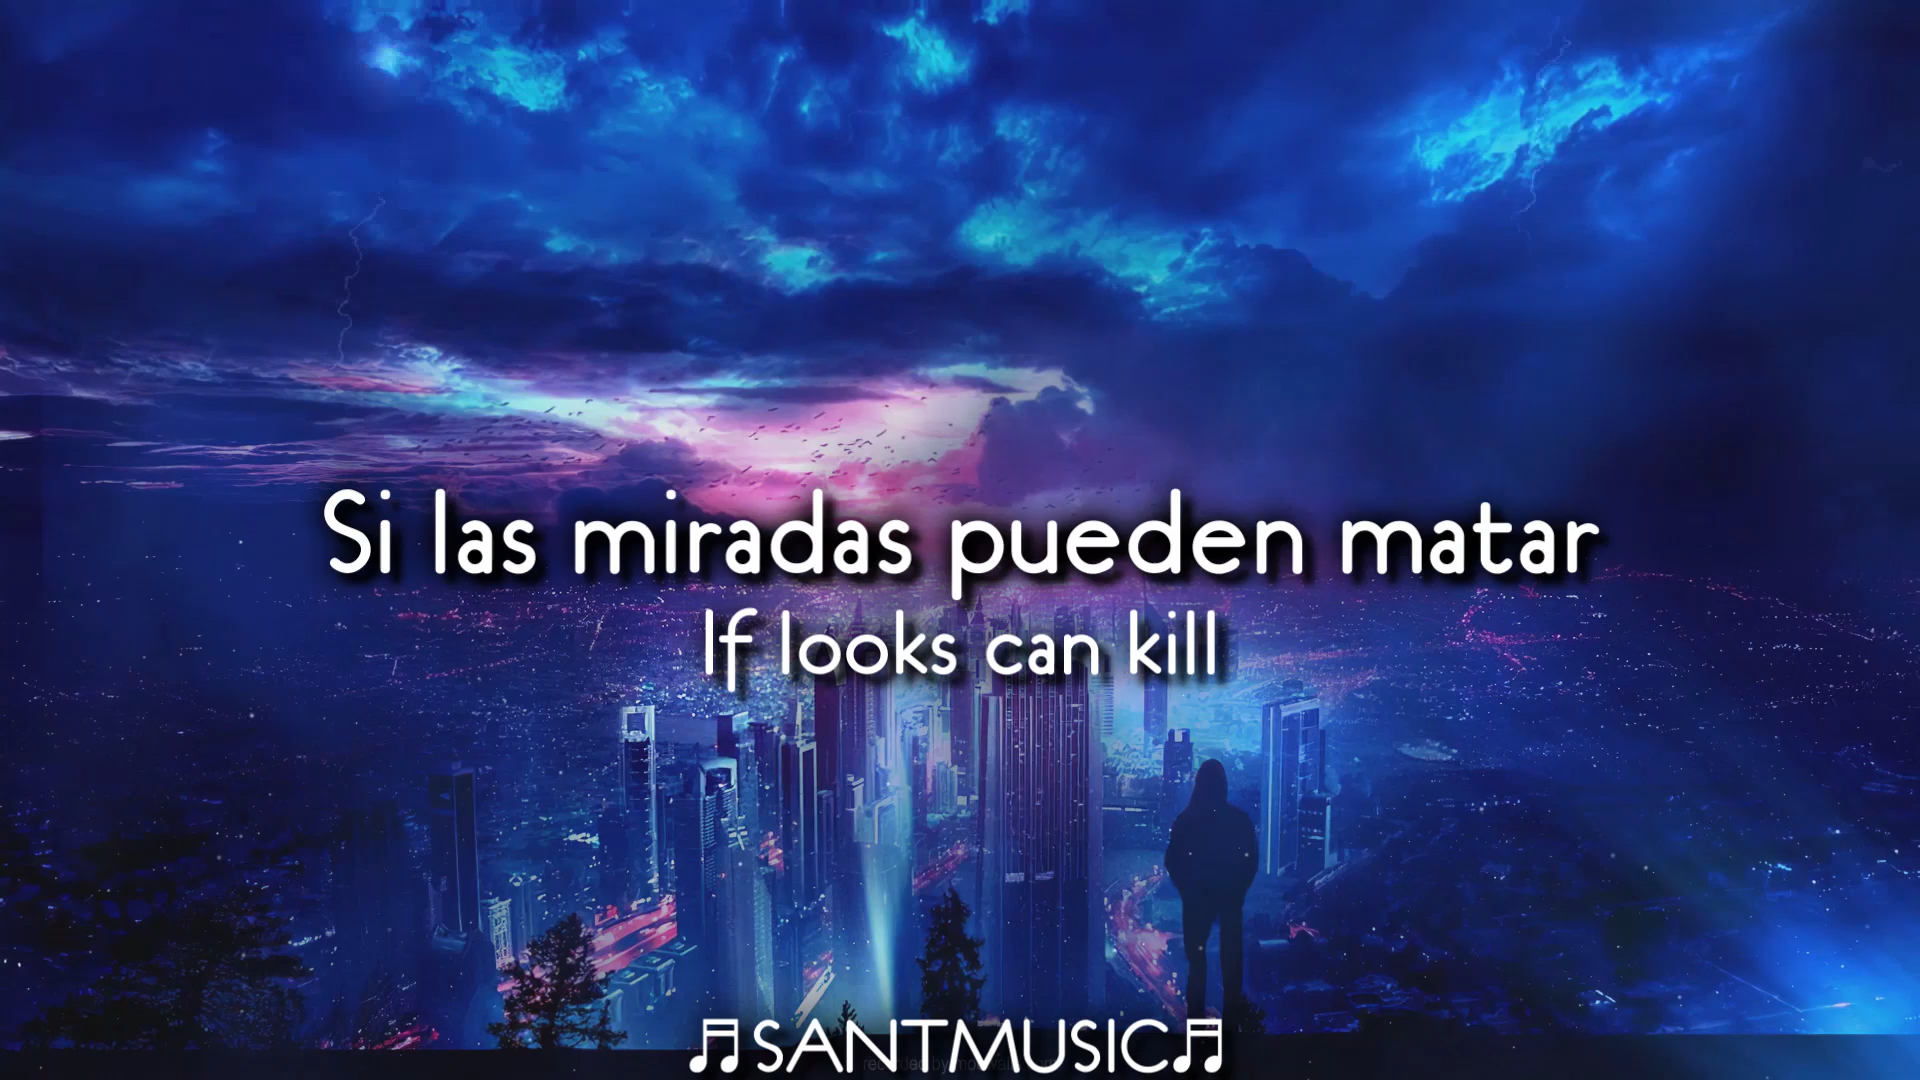 Si las miradas pueden matar
If looks can kill
♫SANTMUSIC♫